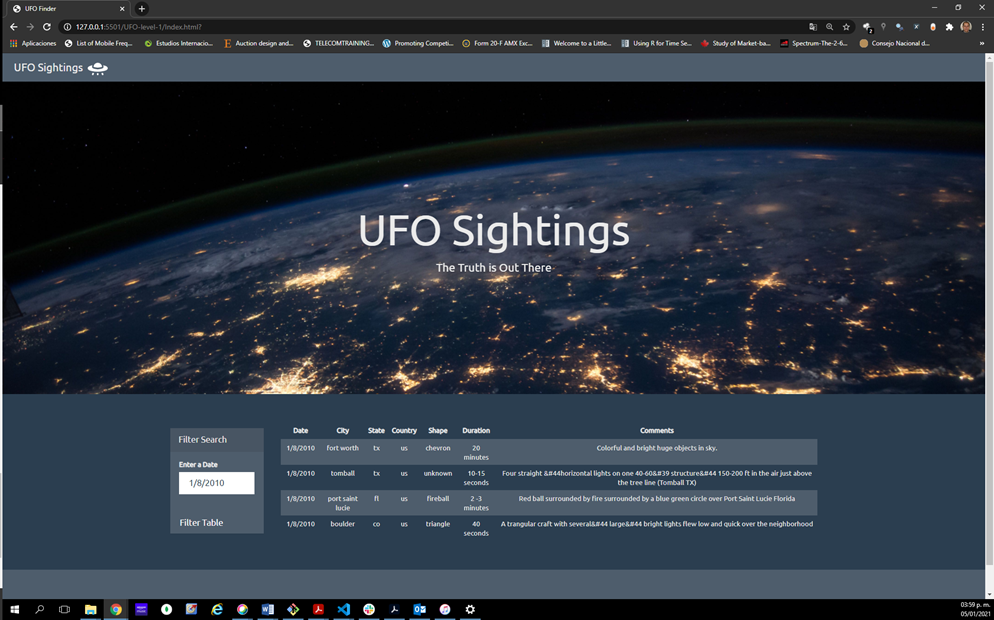 UFO Finder
127.0.0.1:5501/UFO-level-1/Index.html?
Aplicaciones
List of Mobile Freq...
Estudios Internacio...
Auction design and...
TELECOMTRAINING...
Promoting Competi...
Form 20-F AMX Exc...
Welcome to a Little...
Using R for Time Se...
Study of Market-ba...
Spectrum-The-2-6...
Consejo Nacional d...
UFO Sightings
UFO Sightings
The Truth is Out There
Filter Search
Enter a Date
1/8/2010
Filter Table
Date City State Country Shape Duration Comments
1/8/2010 fort worth tx us chevron 20 minutes Colorful and bright huge objects in sky.
1/8/2010 tomball tx us unknown 10-15 seconds Four straight &#44horizontal lights on one 40-60&#39 structure&#44 150-200 ft in the air just above
the tree line (Tomball TX)
1/8/2010 port saint lucie fl us fireball 2 -3 minutes Red ball surrounded by fire surrounded by a blue green circle over Port Saint Lucie Florida
1/8/2010 boulder co us triangle 40 seconds A trangular craft with several&#44 large&#44 bright lights flew low and quick over the neighborhood
03:59 p. m.
05/01/2021